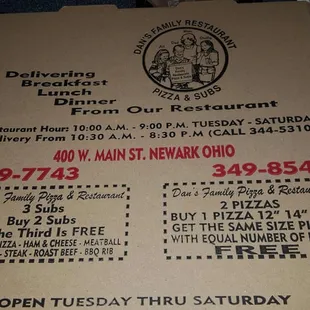 DAN'S FAMILY RESTAURANT
PIZZA & SUBS
Delivering
Breakfast
Lunch
Dinner
From Our Restaurant
staurant Hour: 10:00 A.M. - 9:00 P.M. TUESDAY - SATURDA
elivery From 10:30 A.M. - 8:30 P.M (CALL 344-5310
400 W. MAIN ST. NEWARK OHIO
9-7743
349-854
Family Pizza & Restaurant
3 Subs
Buy 2 Subs
The Third Is FREE
PIZZA - HAM & CHEESE - MEATBALL
- STEAK - ROAST BEEF - BBQ RIB
Dan's Family Pizza & Restaurant
2 PIZZAS
BUY 1 PIZZA 12" 14"
GET THE SAME SIZE PI
WITH EQUAL NUMBER OF
FREE
OPEN TUESDAY THRU SATURDAY